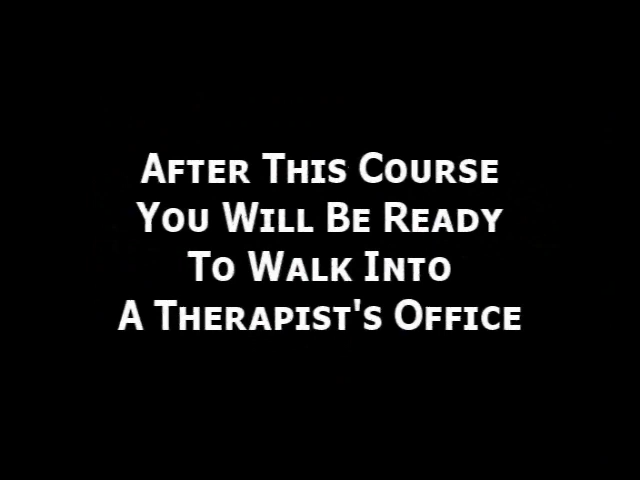 After This Course
You Will Be Ready
To Walk Into
A Therapist's Office